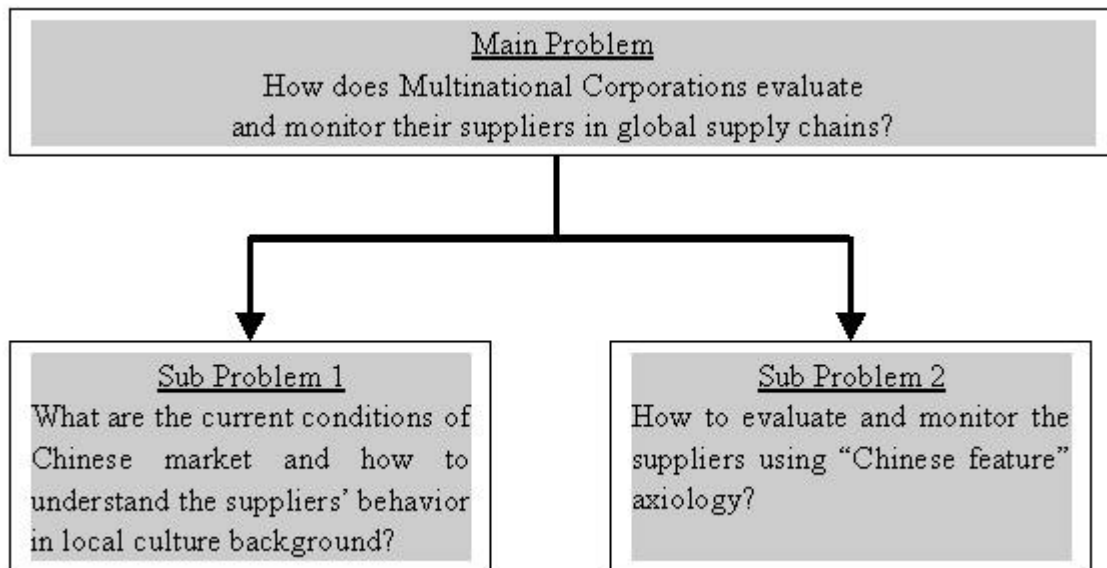 Main Problem
How does Multinational Corporations evaluate
and monitor their suppliers in global supply chains?
Sub Problem 1
What are the current conditions of
Chinese market and how to
understand the suppliers’ behavior
in local culture background?
Sub Problem 2
How to evaluate and monitor the
suppliers using “Chinese feature”
axiology?